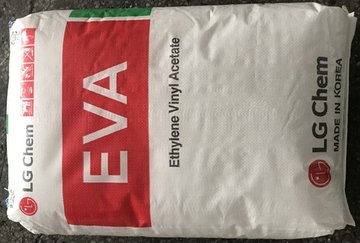 LG Chem
EVA
Ethylene Vinyl Acetate
LG Chem
MADE IN KOREA